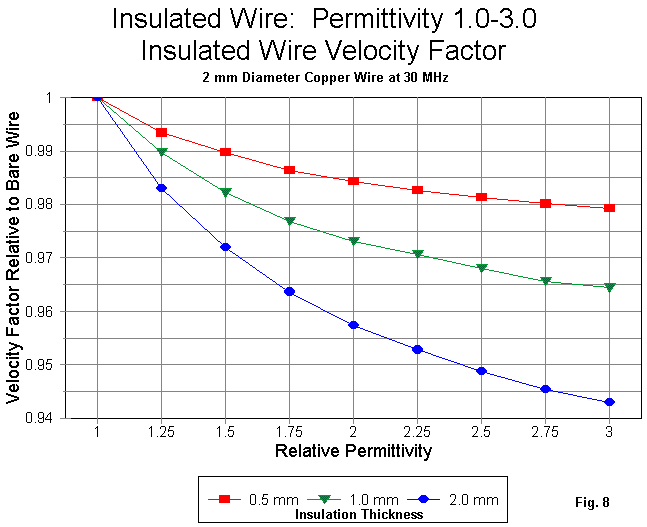 Insulated Wire:  Permittivity 1.0-3.0
Insulated Wire Velocity Factor
2 mm Diameter Copper Wire at 30 MHz
Velocity Factor Relative to Bare Wire
1
0.99
0.98
0.97
0.96
0.95
0.94
1 1.25 1.5 1.75 2 2.25 2.5 2.75 3
Relative Permittivity
0.5 mm 1.0 mm 2.0 mm
Insulation Thickness
Fig. 8